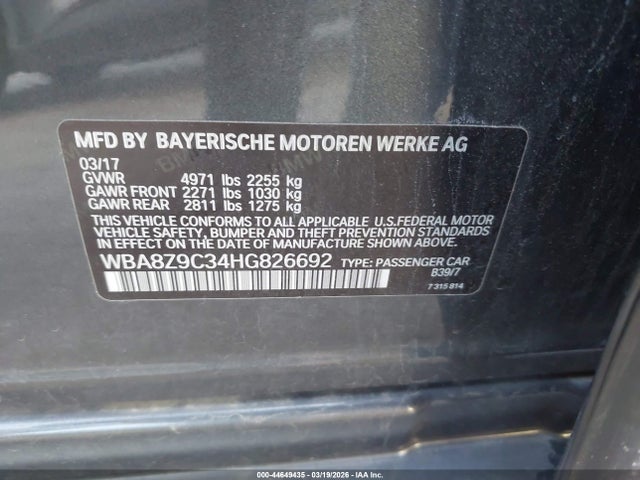 MFD BY BAYERISCHE MOTOREN WERKE AG
03/17
GVWR 4971 lbs 2255 kg
GAWR FRONT 2271 lbs 1030 kg
GAWR REAR 2811 lbs 1275 kg
THIS VEHICLE CONFORMS TO ALL APPLICABLE U.S.FEDERAL MOTOR
VEHICLE SAFETY, BUMPER AND THEFT PREVENTION STANDARDS
IN EFFECT ON THE DATE OF MANUFACTURE SHOWN ABOVE.
WBA8Z9C34HG826692 TYPE: PASSENGER CAR
B39/7
7 315 814
000-44649435 - 03/19/2026 - IAA Inc.